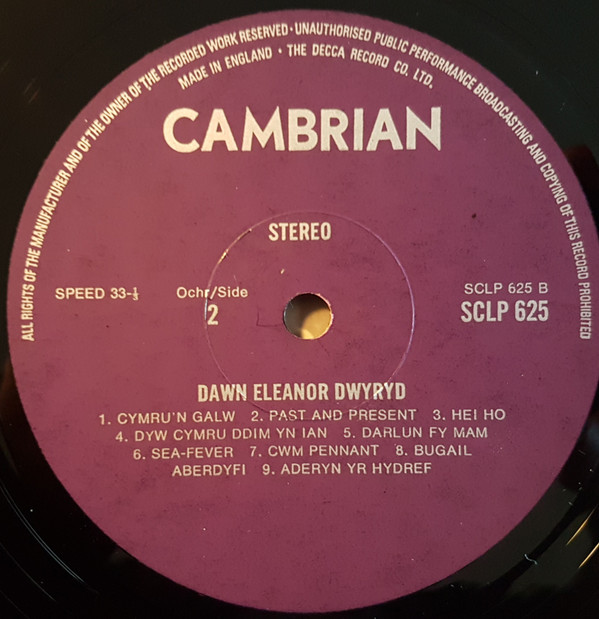 ALL RIGHTS OF THE MANUFACTURER AND OF THE OWNER OF THE RECORDED WORK RESERVED · UNAUTHORISED PUBLIC PERFORMANCE BROADCASTING AND COPYING OF THIS RECORD PROHIBITED
MADE IN ENGLAND • THE DECCA RECORD CO. LTD.
CAMBRIAN
STEREO
SPEED 33-⅓
Ochr/Side
2
SCLP 625 B
SCLP 625
DAWN ELEANOR DWYRYD
1. CYMRU'N GALW 2. PAST AND PRESENT 3. HEI HO
4. DYW CYMRU DDIM YN IAN 5. DARLUN FY MAM
6. SEA-FEVER 7. CWM PENNANT 8. BUGAIL
ABERDYFI 9. ADERYN YR HYDREF